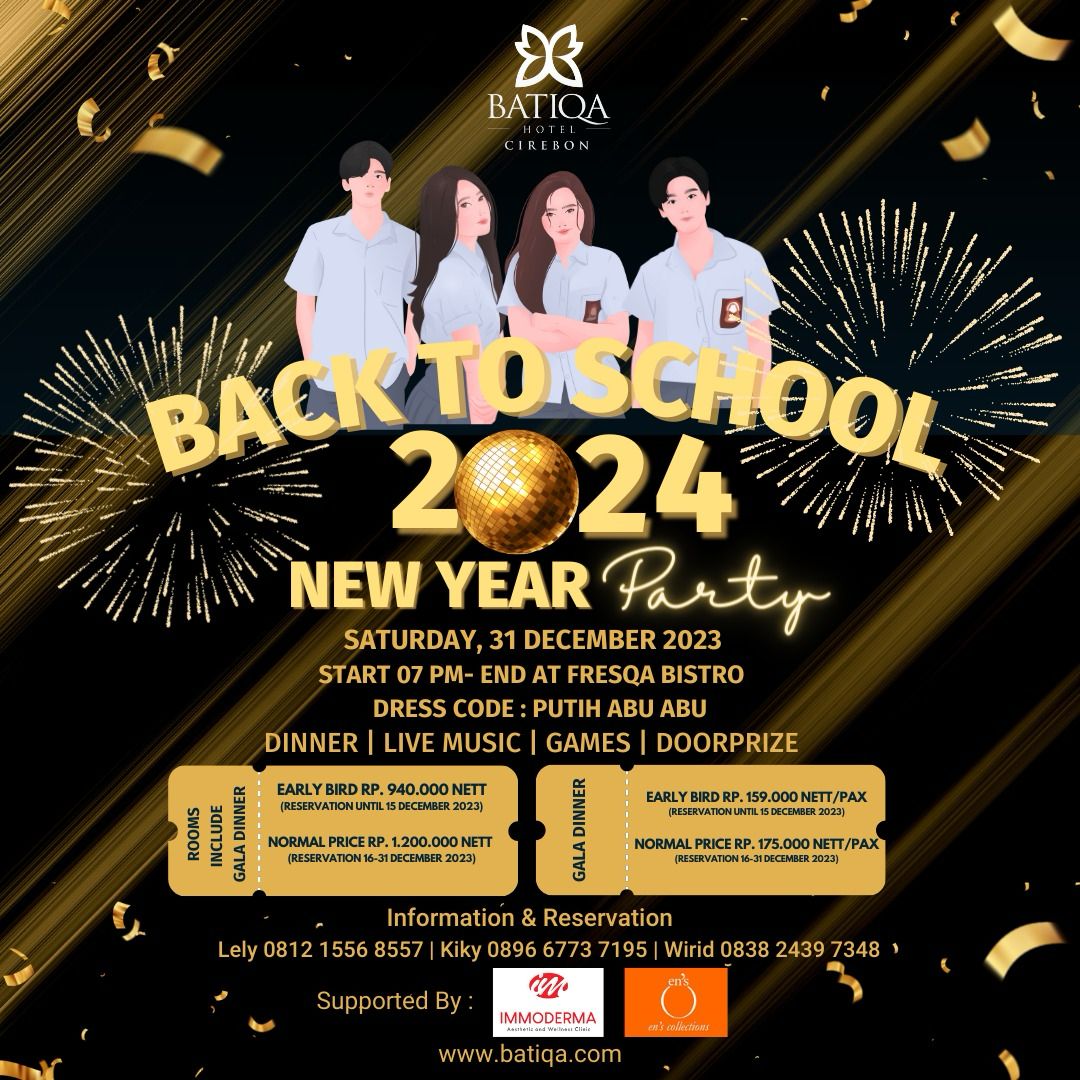 BATIQA
HOTEL
CIREBON
BACK TO SCHOOL
2024
NEW YEAR Party
SATURDAY, 31 DECEMBER 2023
START 07 PM- END AT FRESQA BISTRO
DRESS CODE : PUTIH ABU ABU
DINNER | LIVE MUSIC | GAMES | DOORPRIZE
ROOMS
INCLUDE
GALA DINNER
EARLY BIRD RP. 940.000 NETT
(RESERVATION UNTIL 15 DECEMBER 2023)
NORMAL PRICE RP. 1.200.000 NETT
(RESERVATION 16-31 DECEMBER 2023)
GALA DINNER
EARLY BIRD RP. 159.000 NETT/PAX
(RESERVATION UNTIL 15 DECEMBER 2023)
NORMAL PRICE RP. 175.000 NETT/PAX
(RESERVATION 16-31 DECEMBER 2023)
Information & Reservation
Lely 0812 1556 8557 | Kiky 0896 6773 7195 | Wirid 0838 2439 7348
Supported By :
IMMODERMA
Aesthetic and Wellness Clinic
en's
en's collections
www.batiqa.com